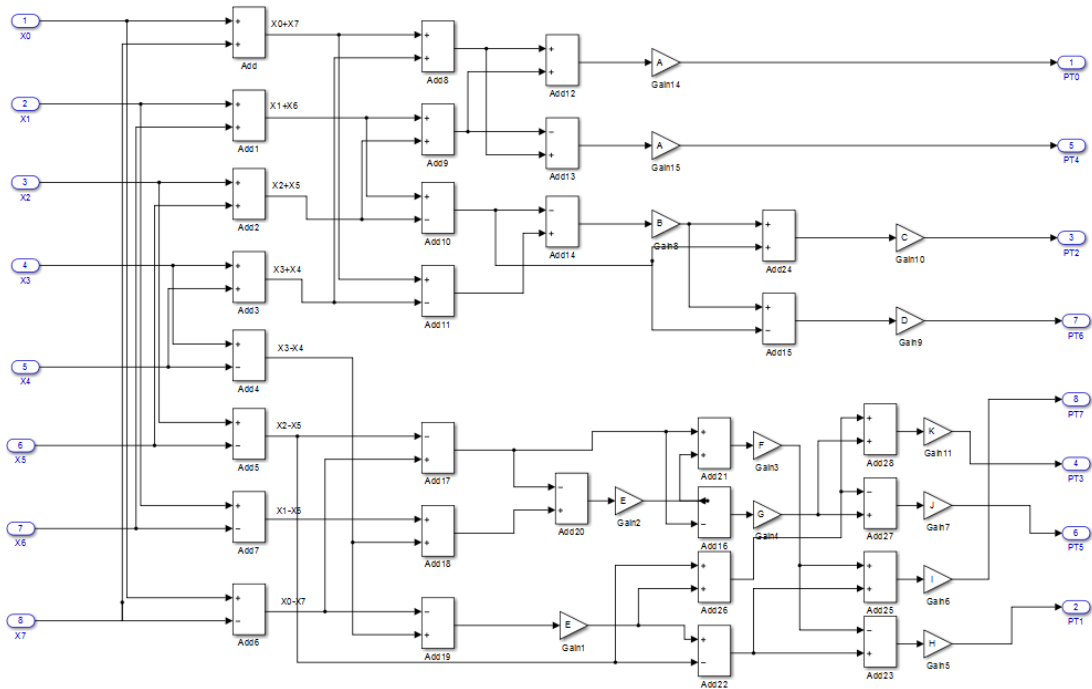 1
X0
2
X1
3
X2
4
X3
5
X4
6
X5
7
X6
8
X7
+
+
Add
X0+X7
+
+
Add1
X1+X6
+
+
Add2
X2+X5
+
+
Add3
X3+X4
+
−
Add4
X3-X4
+
−
Add5
X2-X5
+
−
Add7
X1-X6
+
−
Add6
X0-X7
+
+
Add8
+
+
Add9
+
−
Add10
+
−
Add11
−
+
Add17
+
+
Add18
−
+
Add19
+
+
Add12
−
+
Add13
−
+
Add14
−
+
Add20
A
Gain14
A
Gain15
B
Gain8
E
Gain2
E
Gain1
+
+
Add21
+
−
Add16
+
+
Add26
+
−
Add22
F
Gain3
G
Gain4
+
+
Add24
+
−
Add15
+
+
Add28
−
+
Add27
+
+
Add25
−
+
Add23
C
Gain10
D
Gain9
K
Gain11
J
Gain7
I
Gain6
H
Gain5
1
PT0
5
PT4
3
PT2
7
PT6
8
PT7
4
PT3
6
PT5
2
PT1